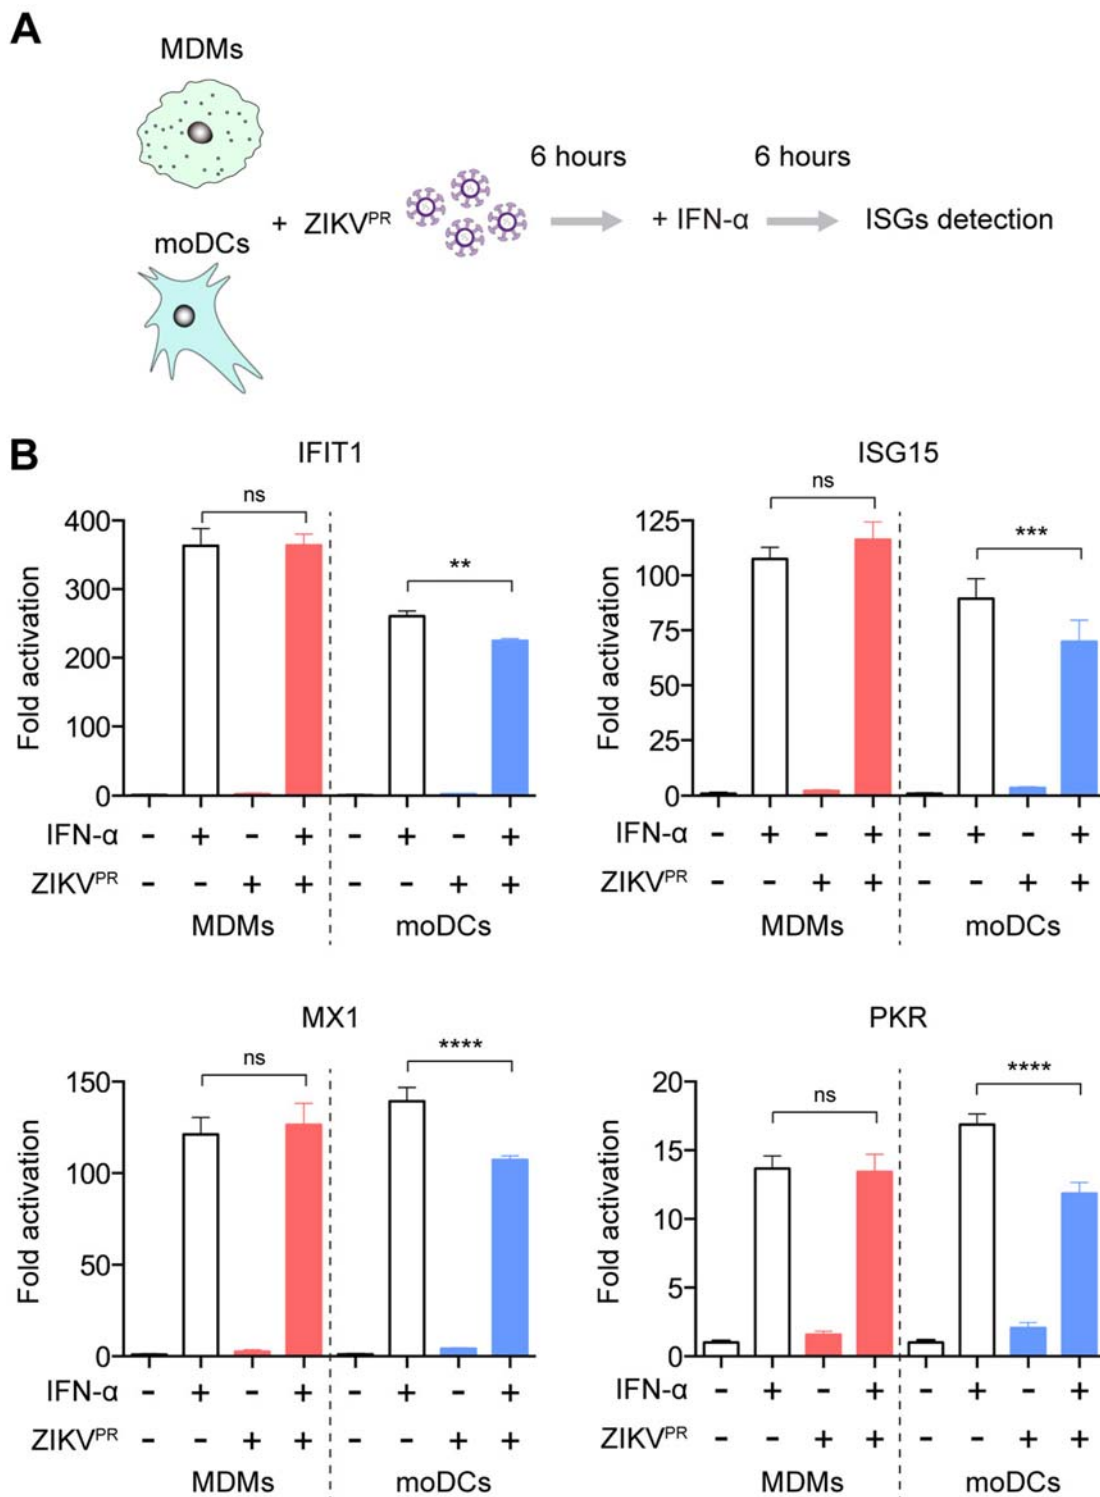 A
MDMs
moDCs
+ ZIKVPR
6 hours
+ IFN-α
6 hours
ISGs detection
B
IFIT1
Fold activation
400
300
200
100
0
ns
**
IFN-α - + - + - + - +
ZIKVPR - - + + - - + +
MDMs moDCs
ISG15
Fold activation
125
100
75
50
25
0
ns
***
IFN-α - + - + - + - +
ZIKVPR - - + + - - + +
MDMs moDCs
MX1
Fold activation
150
100
50
0
ns
****
IFN-α - + - + - + - +
ZIKVPR - - + + - - + +
MDMs moDCs
PKR
Fold activation
20
15
10
5
0
ns
****
IFN-α - + - + - + - +
ZIKVPR - - + + - - + +
MDMs moDCs